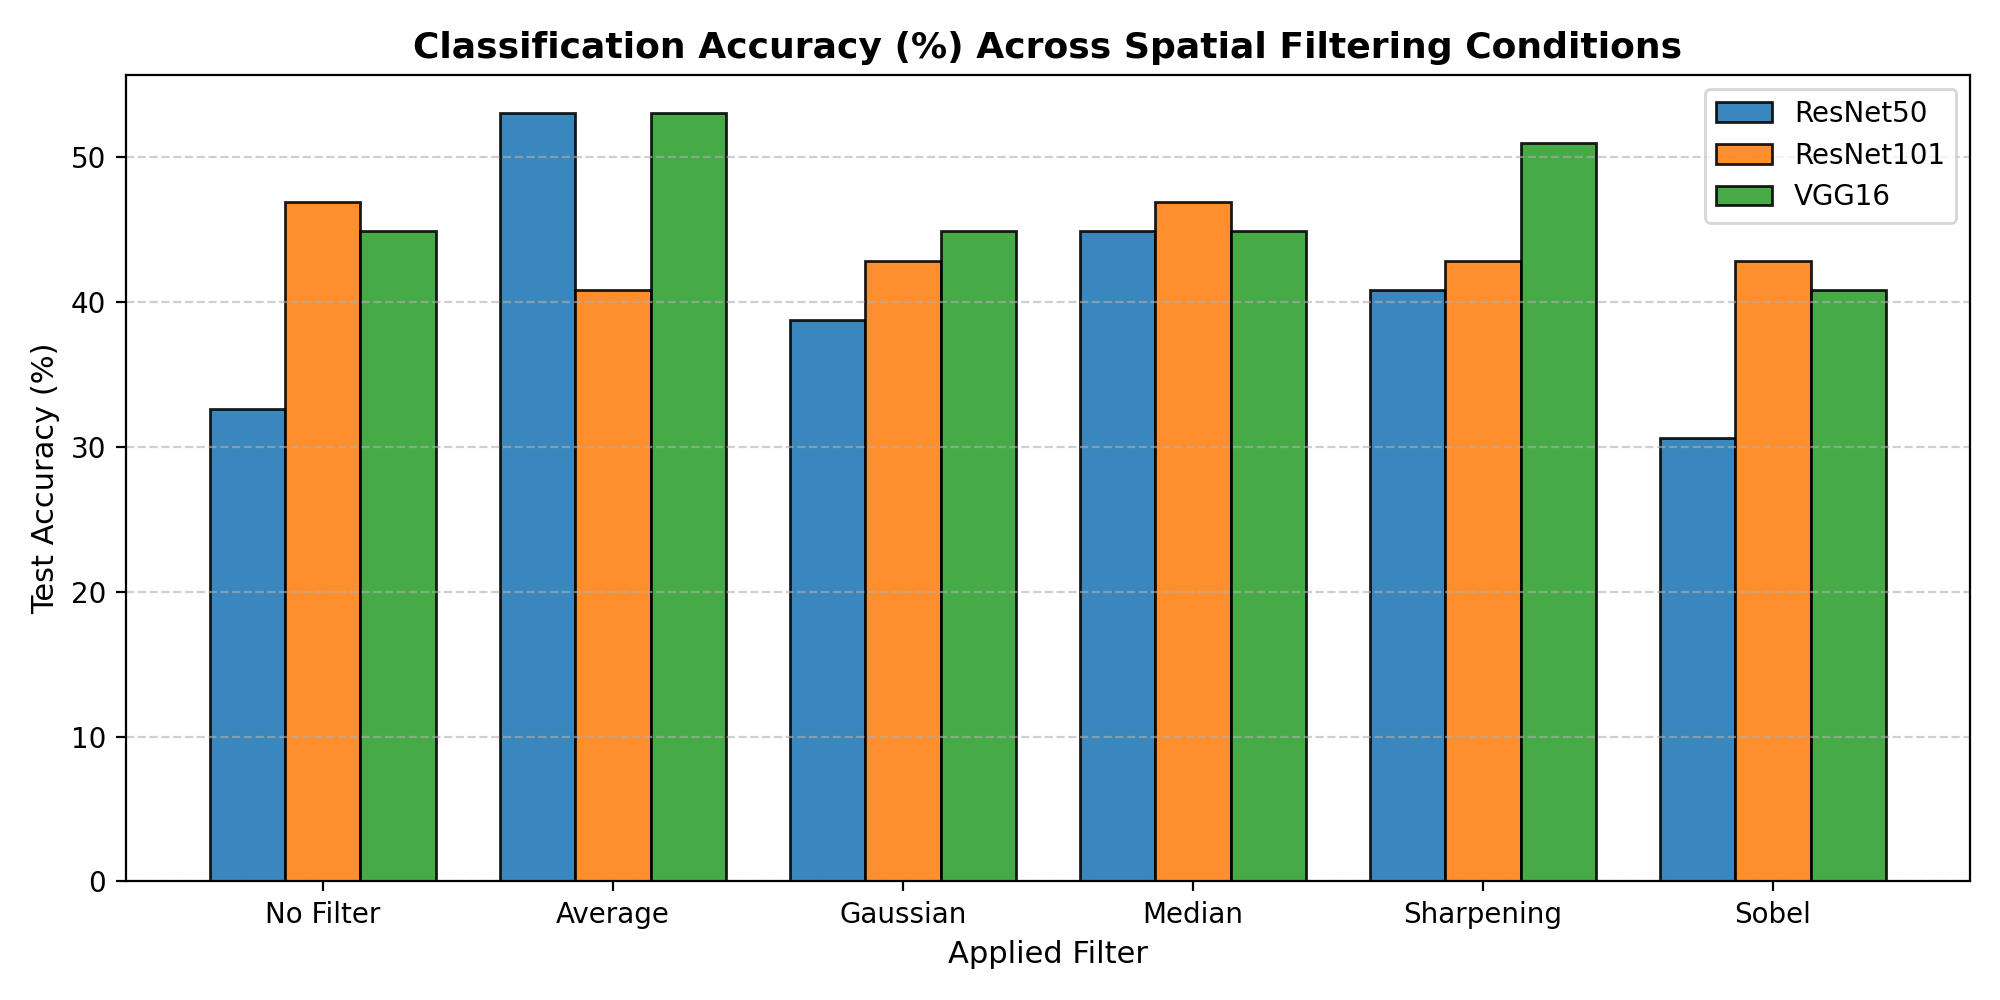 Classification Accuracy (%) Across Spatial Filtering Conditions
ResNet50
ResNet101
VGG16
Test Accuracy (%)
50
40
30
20
10
0
No Filter Average Gaussian Median Sharpening Sobel
Applied Filter